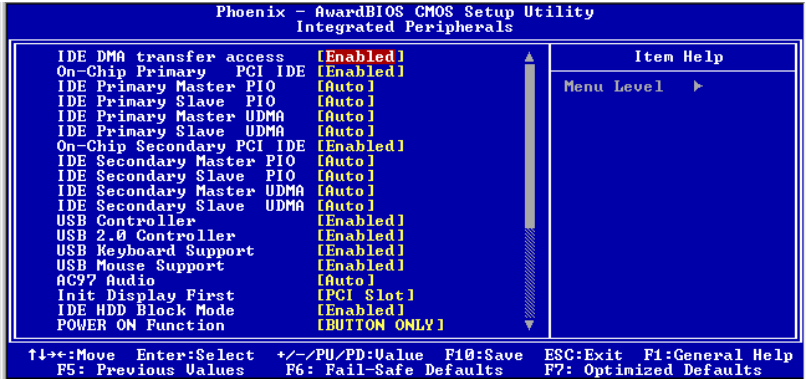 Phoenix - AwardBIOS CMOS Setup Utility
Integrated Peripherals
IDE DMA transfer access [Enabled]
On-Chip Primary PCI IDE [Enabled]
IDE Primary Master PIO [Auto]
IDE Primary Slave PIO [Auto]
IDE Primary Master UDMA [Auto]
IDE Primary Slave UDMA [Auto]
On-Chip Secondary PCI IDE [Enabled]
IDE Secondary Master PIO [Auto]
IDE Secondary Slave PIO [Auto]
IDE Secondary Master UDMA [Auto]
IDE Secondary Slave UDMA [Auto]
USB Controller [Enabled]
USB 2.0 Controller [Enabled]
USB Keyboard Support [Enabled]
USB Mouse Support [Enabled]
AC97 Audio [Auto]
Init Display First [PCI Slot]
IDE HDD Block Mode [Enabled]
POWER ON Function [BUTTON ONLY]
Item Help
Menu Level ►
↑↓→←:Move Enter:Select +/-/PU/PD:Value F10:Save ESC:Exit F1:General Help
F5: Previous Values F6: Fail-Safe Defaults F7: Optimized Defaults